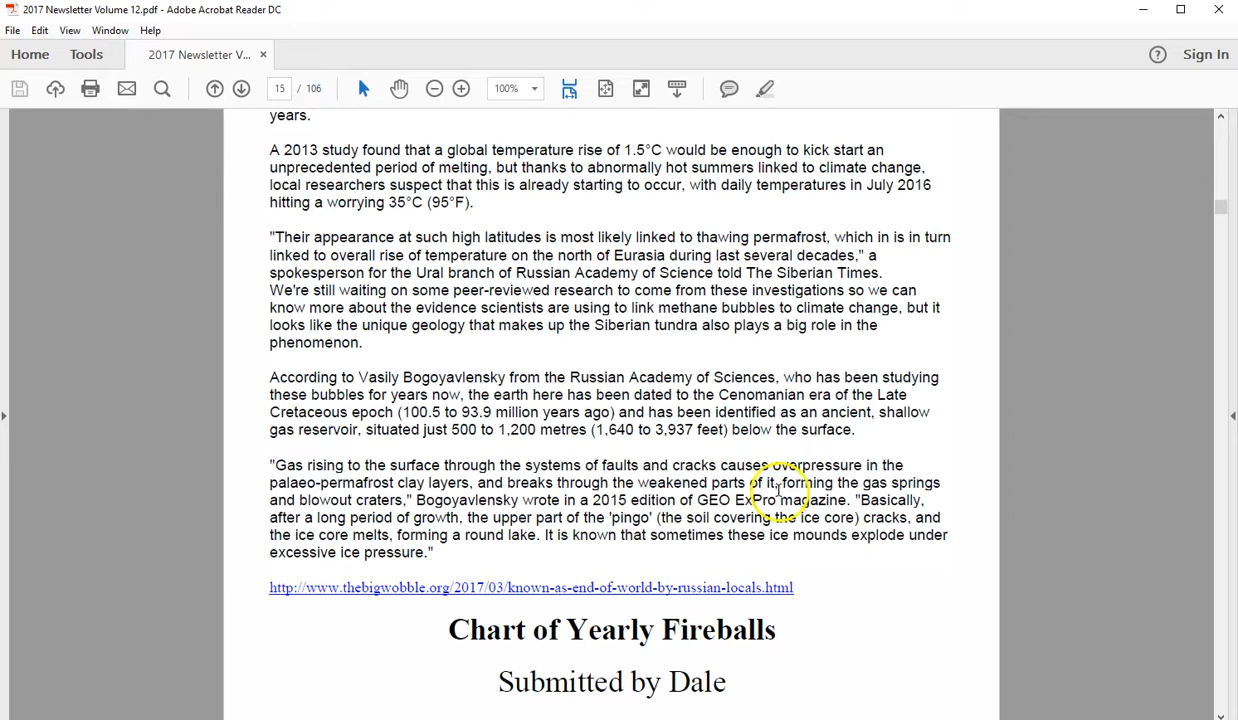 2017 Newsletter Volume 12.pdf - Adobe Acrobat Reader DC
File Edit View Window Help
Home Tools 2017 Newsletter V... × ? Sign In
15 / 106 100%
years.
A 2013 study found that a global temperature rise of 1.5°C would be enough to kick start an
unprecedented period of melting, but thanks to abnormally hot summers linked to climate change,
local researchers suspect that this is already starting to occur, with daily temperatures in July 2016
hitting a worrying 35°C (95°F).
"Their appearance at such high latitudes is most likely linked to thawing permafrost, which in is in turn
linked to overall rise of temperature on the north of Eurasia during last several decades," a
spokesperson for the Ural branch of Russian Academy of Science told The Siberian Times.
We're still waiting on some peer-reviewed research to come from these investigations so we can
know more about the evidence scientists are using to link methane bubbles to climate change, but it
looks like the unique geology that makes up the Siberian tundra also plays a big role in the
phenomenon.
According to Vasily Bogoyavlensky from the Russian Academy of Sciences, who has been studying
these bubbles for years now, the earth here has been dated to the Cenomanian era of the Late
Cretaceous epoch (100.5 to 93.9 million years ago) and has been identified as an ancient, shallow
gas reservoir, situated just 500 to 1,200 metres (1,640 to 3,937 feet) below the surface.
"Gas rising to the surface through the systems of faults and cracks causes overpressure in the
palaeo-permafrost clay layers, and breaks through the weakened parts of it, forming the gas springs
and blowout craters," Bogoyavlensky wrote in a 2015 edition of GEO ExPro magazine. "Basically,
after a long period of growth, the upper part of the 'pingo' (the soil covering the ice core) cracks, and
the ice core melts, forming a round lake. It is known that sometimes these ice mounds explode under
excessive ice pressure."
http://www.thebigwobble.org/2017/03/known-as-end-of-world-by-russian-locals.html
Chart of Yearly Fireballs
Submitted by Dale